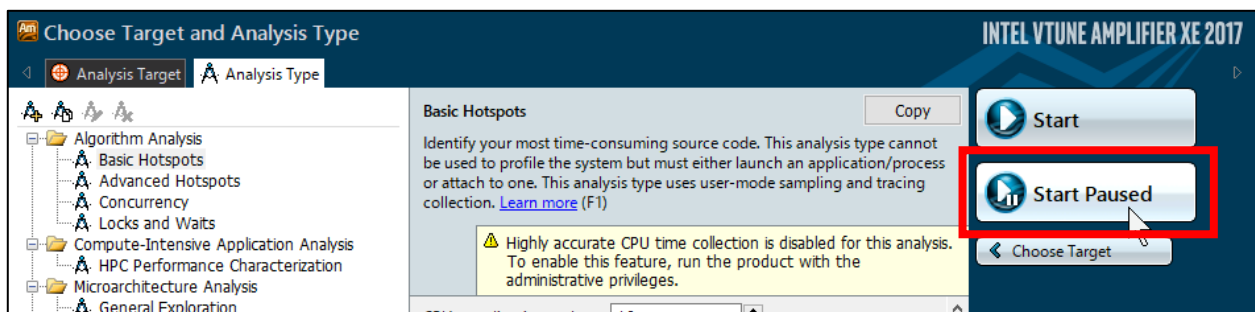 Choose Target and Analysis Type
INTEL VTUNE AMPLIFIER XE 2017
Analysis Target
Analysis Type
Algorithm Analysis
Basic Hotspots
Advanced Hotspots
Concurrency
Locks and Waits
Compute-Intensive Application Analysis
HPC Performance Characterization
Microarchitecture Analysis
General Exploration
Basic Hotspots
Copy
Identify your most time-consuming source code. This analysis type cannot
be used to profile the system but must either launch an application/process
or attach to one. This analysis type uses user-mode sampling and tracing
collection. Learn more (F1)
Highly accurate CPU time collection is disabled for this analysis.
To enable this feature, run the product with the
administrative privileges.
Start
Start Paused
Choose Target